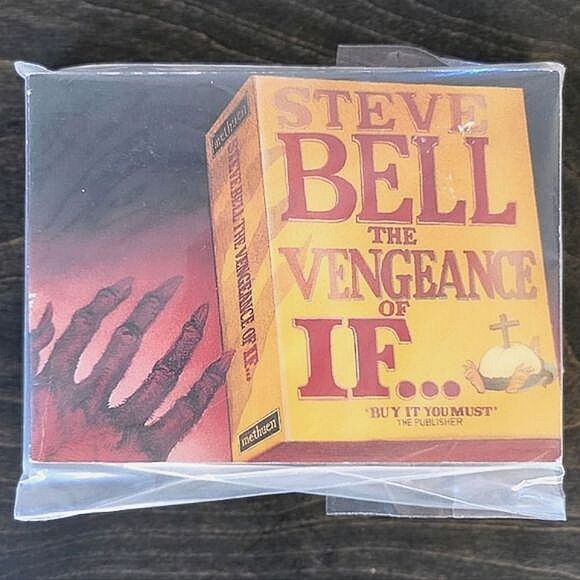 methuen
STEVE BELL THE VENGEANCE OF IF...
methuen
STEVE
BELL
THE
VENGEANCE
OF
IF...
'BUY IT YOU MUST'
THE PUBLISHER